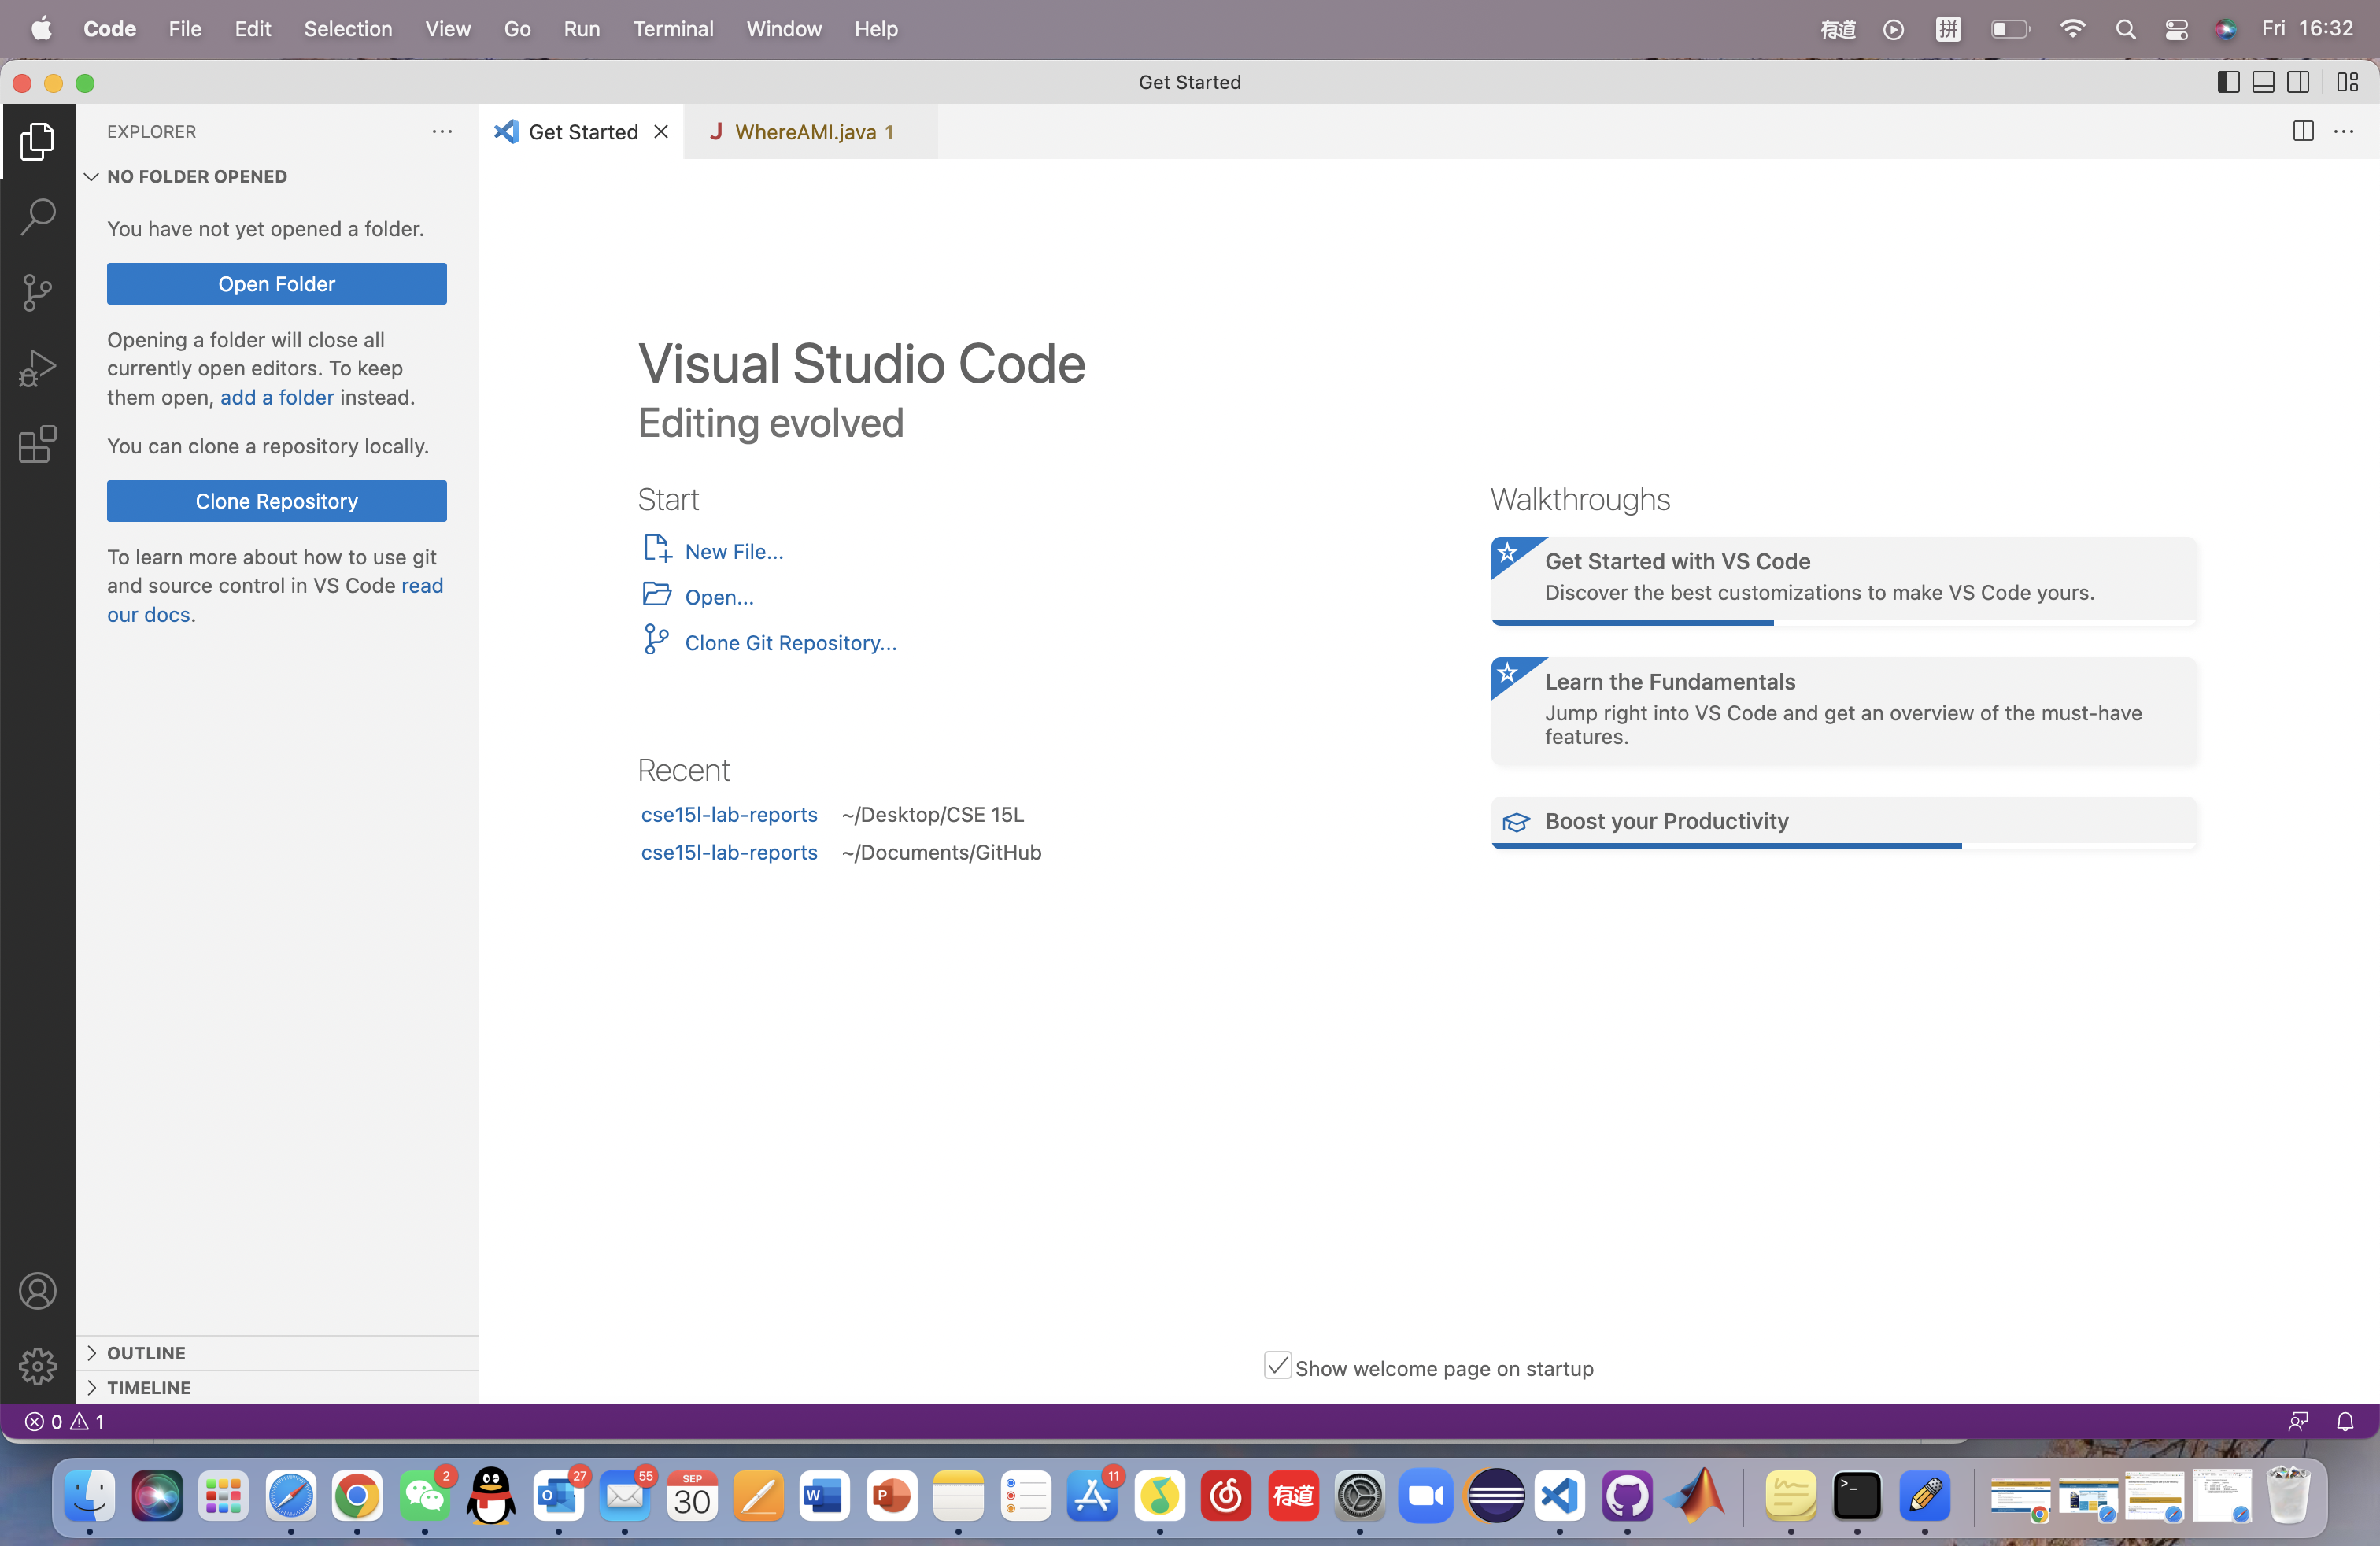 Code File Edit Selection View Go Run Terminal Window Help
有道 拼 Fri 16:32
Get Started
EXPLORER
NO FOLDER OPENED
You have not yet opened a folder.
Open Folder
Opening a folder will close all
currently open editors. To keep
them open, add a folder instead.
You can clone a repository locally.
Clone Repository
To learn more about how to use git
and source control in VS Code read
our docs.
OUTLINE
TIMELINE
Get Started
J WhereAMI.java 1
Visual Studio Code
Editing evolved
Start
New File...
Open...
Clone Git Repository...
Recent
cse15l-lab-reports ~/Desktop/CSE 15L
cse15l-lab-reports ~/Documents/GitHub
Walkthroughs
Get Started with VS Code
Discover the best customizations to make VS Code yours.
Learn the Fundamentals
Jump right into VS Code and get an overview of the must-have
features.
Boost your Productivity
Show welcome page on startup
0 1
2 27 55 SEP 30 W P 11 有道